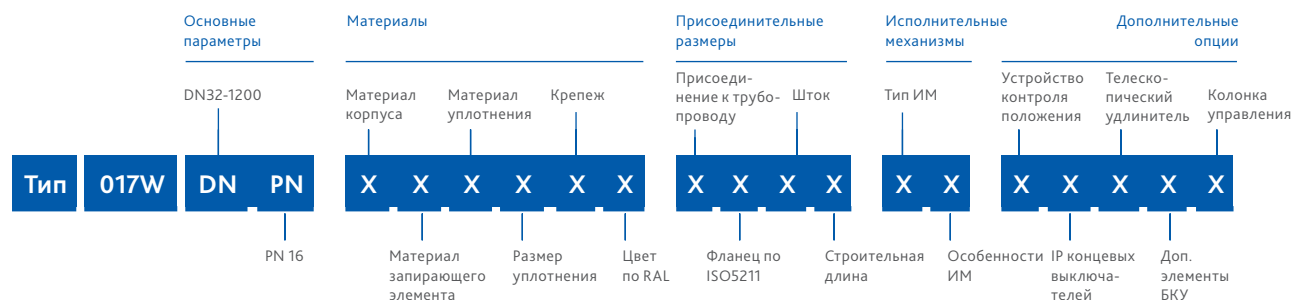 Основные параметры
Материалы
Присоединительные размеры
Исполнительные механизмы
Дополнительные опции
DN32-1200
Материал корпуса
Материал уплотнения
Крепеж
Присоеди-
нение к трубо-
проводу
Шток
Тип ИМ
Устройство контроля положения
Телеско-
пический
удлинитель
Колонка управления
Тип 017W DN PN X X X X X X X X X X X X X X X X X
PN 16
Материал запирающего элемента
Размер уплотнения
Цвет по RAL
Фланец по ISO5211
Строительная длина
Особенности ИМ
IP концевых
выключа-
телей
Доп. элементы БКУ